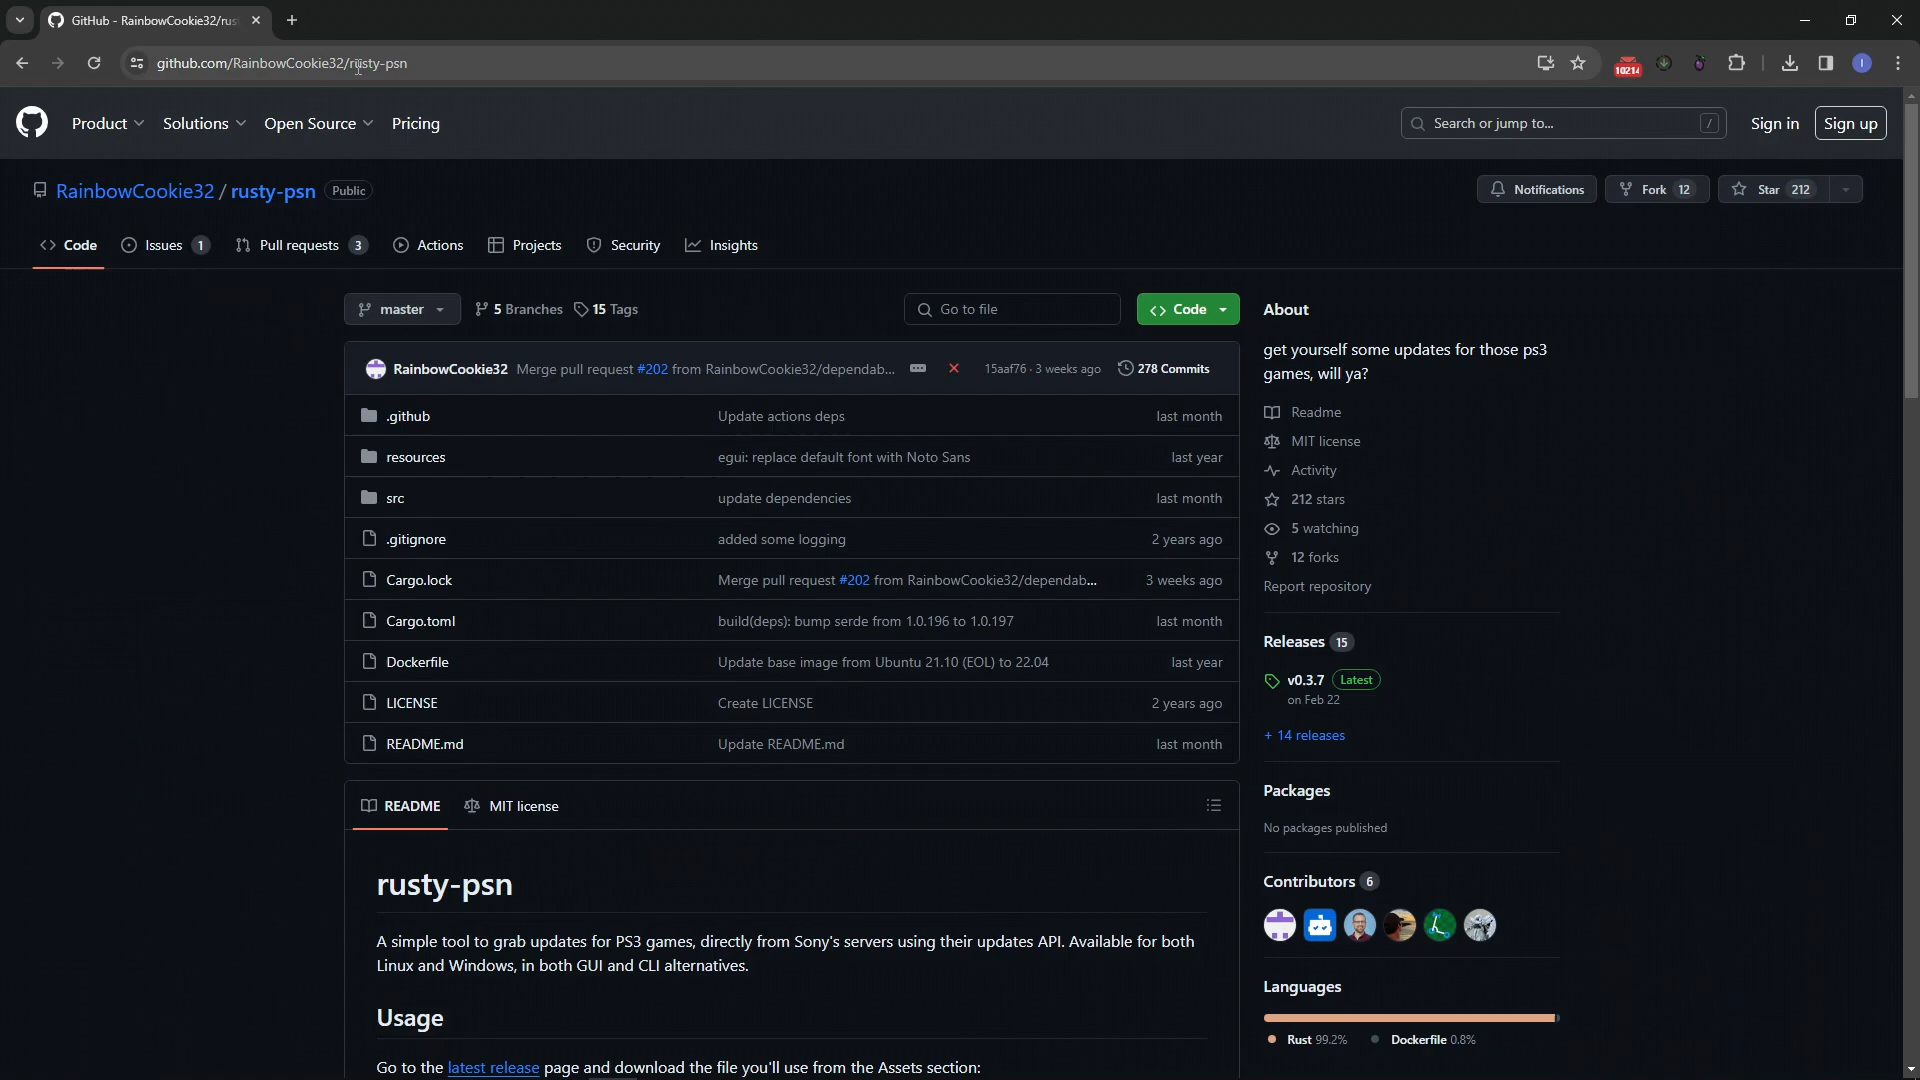 GitHub - RainbowCookie32/rus
github.com/RainbowCookie32/rusty-psn
10214
I
Product
Solutions
Open Source
Pricing
Search or jump to...
/
Sign in
Sign up
RainbowCookie32 / rusty-psn
Public
Notifications
Fork 12
Star 212
Code
Issues 1
Pull requests 3
Actions
Projects
Security
Insights
master
5 Branches
15 Tags
Go to file
Code
RainbowCookie32 Merge pull request #202 from RainbowCookie32/dependab... 15aaf76 · 3 weeks ago 278 Commits
.github Update actions deps last month
resources egui: replace default font with Noto Sans last year
src update dependencies last month
.gitignore added some logging 2 years ago
Cargo.lock Merge pull request #202 from RainbowCookie32/dependab... 3 weeks ago
Cargo.toml build(deps): bump serde from 1.0.196 to 1.0.197 last month
Dockerfile Update base image from Ubuntu 21.10 (EOL) to 22.04 last year
LICENSE Create LICENSE 2 years ago
README.md Update README.md last month
README
MIT license
rusty-psn
A simple tool to grab updates for PS3 games, directly from Sony's servers using their updates API. Available for both
Linux and Windows, in both GUI and CLI alternatives.
Usage
Go to the latest release page and download the file you'll use from the Assets section:
About
get yourself some updates for those ps3
games, will ya?
Readme
MIT license
Activity
212 stars
5 watching
12 forks
Report repository
Releases 15
v0.3.7 Latest
on Feb 22
+ 14 releases
Packages
No packages published
Contributors 6
Languages
Rust 99.2% Dockerfile 0.8%